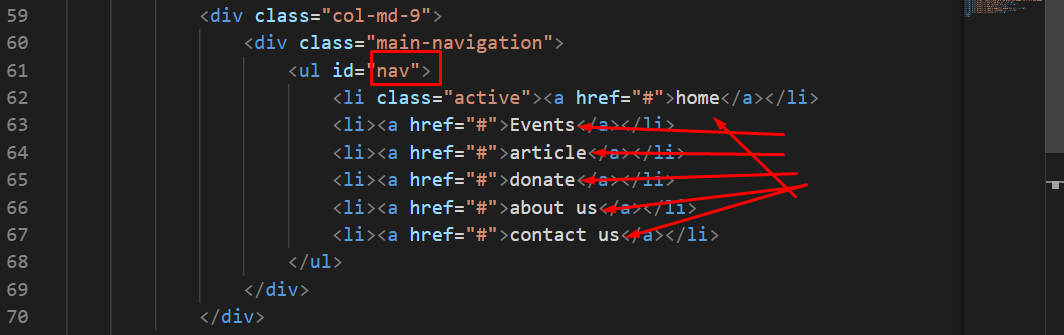 59 <div class="col-md-9">
60 <div class="main-navigation">
61 <ul id="nav">
62 <li class="active"><a href="#">home</a></li>
63 <li><a href="#">Events</a></li>
64 <li><a href="#">article</a></li>
65 <li><a href="#">donate</a></li>
66 <li><a href="#">about us</a></li>
67 <li><a href="#">contact us</a></li>
68 </ul>
69 </div>
70 </div>